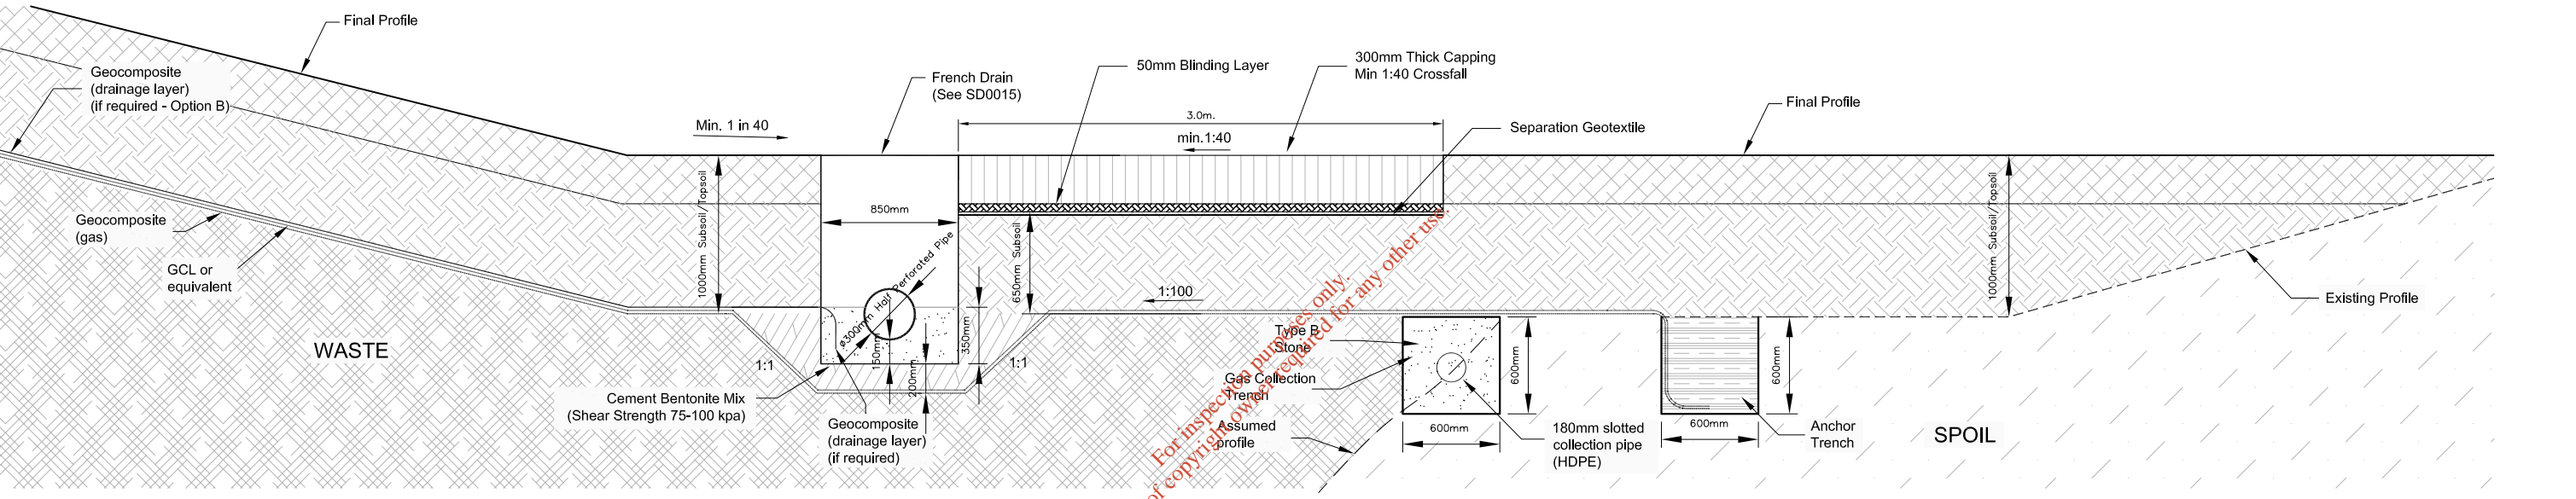 Final Profile
Geocomposite
(drainage layer)
(if required - Option B)
Geocomposite
(gas)
GCL or
equivalent
WASTE
Min. 1 in 40
1000mm Subsoil/Topsoil
French Drain
(See SD0015)
850mm
ø300mm Half Perforated Pipe
150mm
200mm
350mm
1:1
1:1
Cement Bentonite Mix
(Shear Strength 75-100 kpa)
Geocomposite
(drainage layer)
(if required)
50mm Blinding Layer
300mm Thick Capping
Min 1:40 Crossfall
3.0m.
min.1:40
Separation Geotextile
650mm Subsoil
1:100
Type B
Stone
Gas Collection
Trench
Assumed
profile
600mm
600mm
180mm slotted
collection pipe
(HDPE)
600mm
600mm
Anchor
Trench
Final Profile
1000mm Subsoil/Topsoil
Existing Profile
SPOIL
For inspection purposes only.
of copyright owner required for any other use.